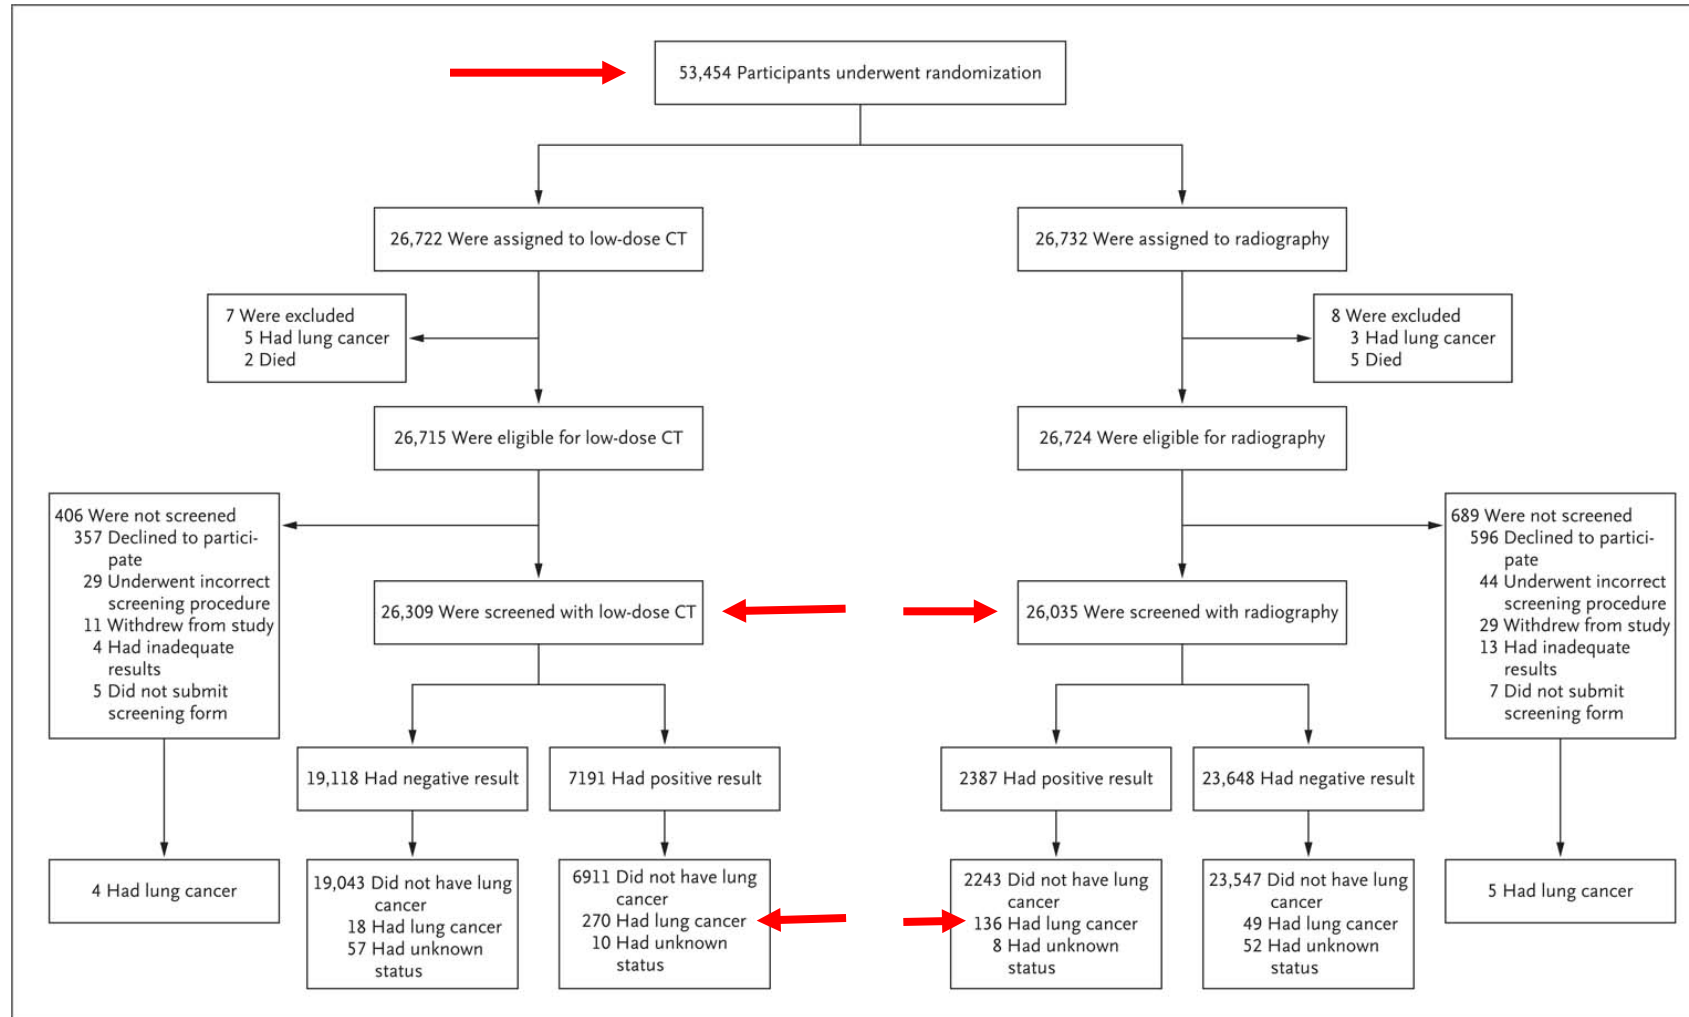 53,454 Participants underwent randomization
26,722 Were assigned to low-dose CT
26,732 Were assigned to radiography
7 Were excluded
5 Had lung cancer
2 Died
8 Were excluded
3 Had lung cancer
5 Died
26,715 Were eligible for low-dose CT
26,724 Were eligible for radiography
406 Were not screened
357 Declined to partici-
pate
29 Underwent incorrect
screening procedure
11 Withdrew from study
4 Had inadequate
results
5 Did not submit
screening form
689 Were not screened
596 Declined to partici-
pate
44 Underwent incorrect
screening procedure
29 Withdrew from study
13 Had inadequate
results
7 Did not submit
screening form
26,309 Were screened with low-dose CT
26,035 Were screened with radiography
19,118 Had negative result
7191 Had positive result
2387 Had positive result
23,648 Had negative result
4 Had lung cancer
19,043 Did not have lung
cancer
18 Had lung cancer
57 Had unknown
status
6911 Did not have lung
cancer
270 Had lung cancer
10 Had unknown
status
2243 Did not have lung
cancer
136 Had lung cancer
8 Had unknown
status
23,547 Did not have lung
cancer
49 Had lung cancer
52 Had unknown
status
5 Had lung cancer